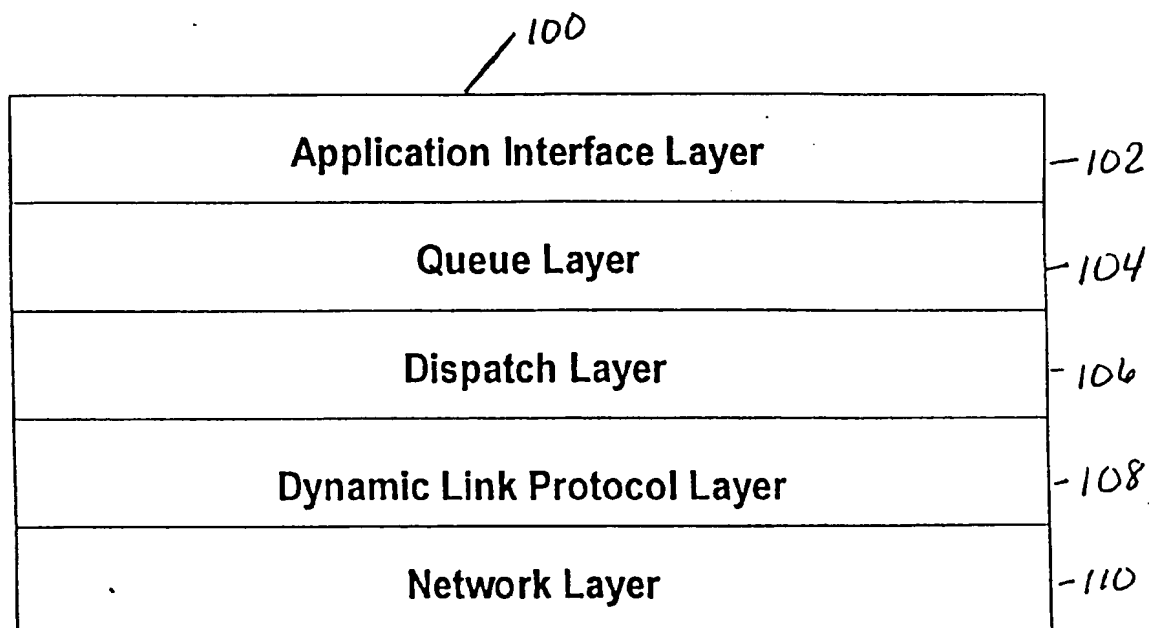 100
Application Interface Layer 102
Queue Layer 104
Dispatch Layer 106
Dynamic Link Protocol Layer 108
Network Layer 110